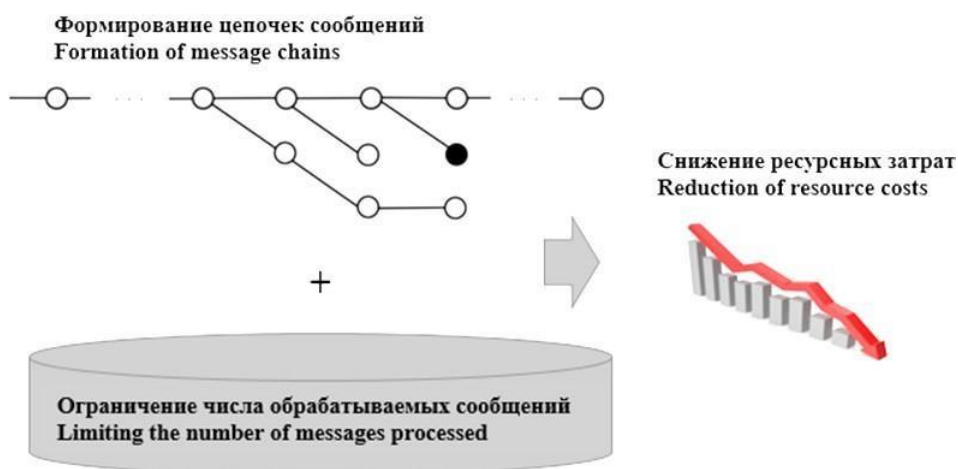 Формирование цепочек сообщений
Formation of message chains
+
Снижение ресурсных затрат
Reduction of resource costs
Ограничение числа обрабатываемых сообщений
Limiting the number of messages processed